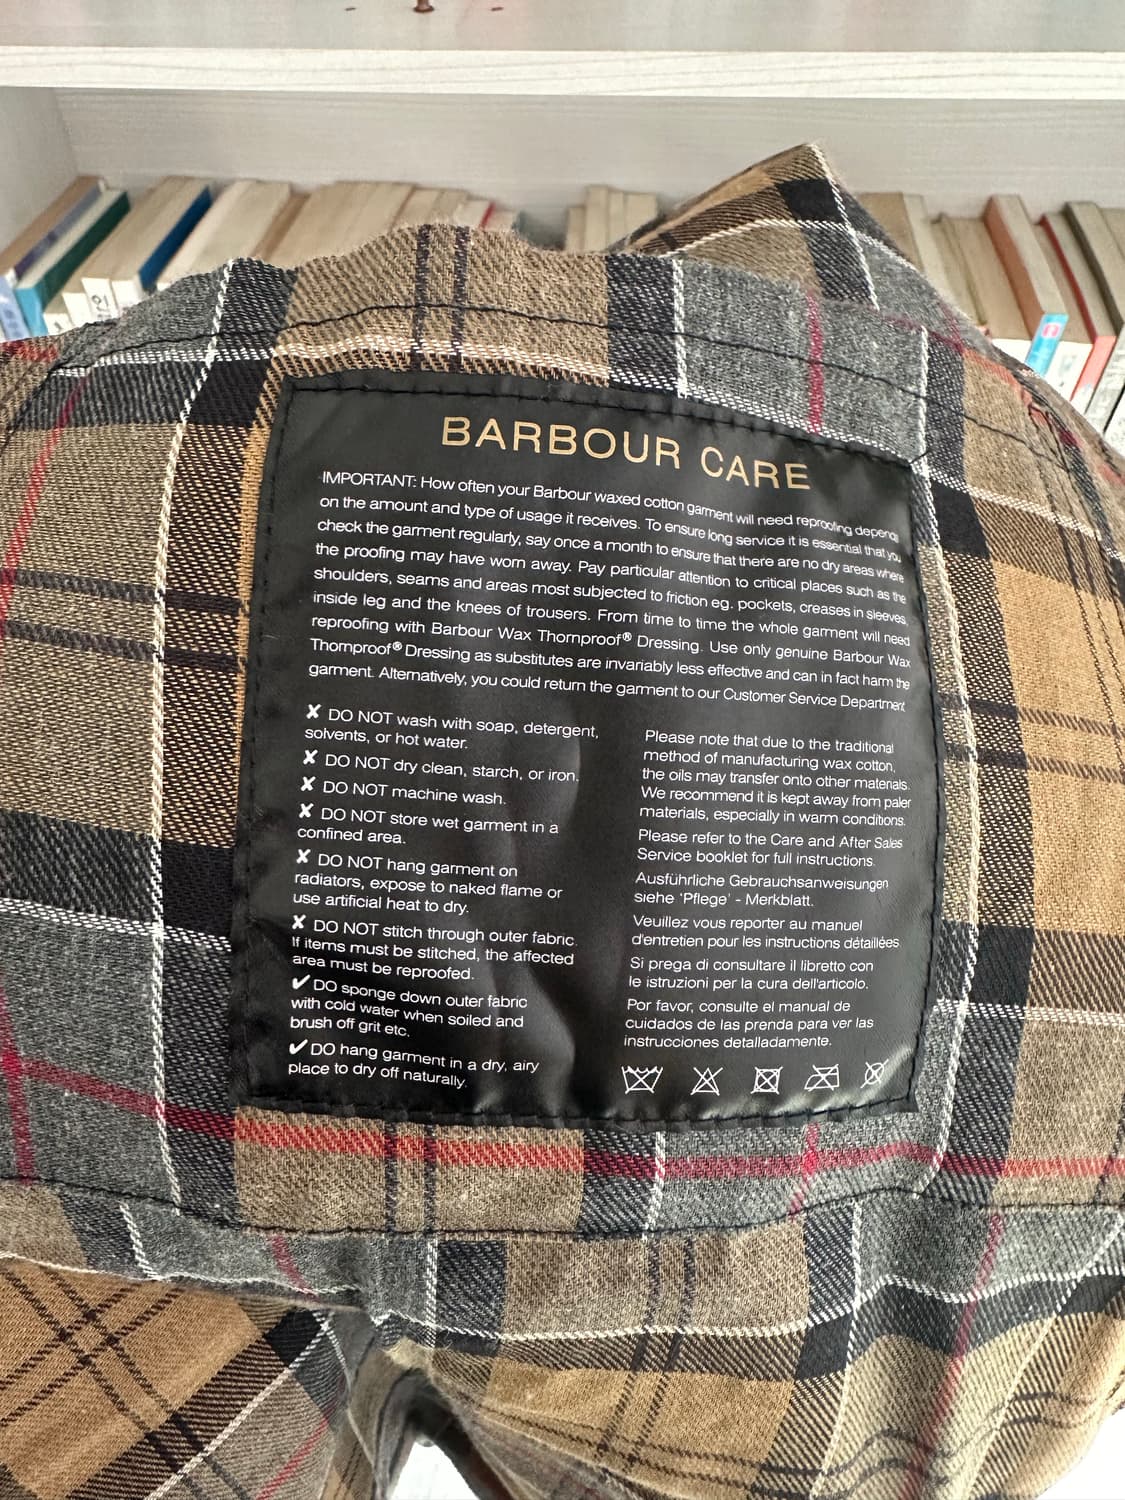 BARBOUR CARE
IMPORTANT: How often your Barbour waxed cotton garment will need reproofing depends
on the amount and type of usage it receives. To ensure long service it is essential that you
check the garment regularly, say once a month to ensure that there are no dry areas where
the proofing may have worn away. Pay particular attention to critical places such as the
shoulders, seams and areas most subjected to friction eg. pockets, creases in sleeves,
inside leg and the knees of trousers. From time to time the whole garment will need
reproofing with Barbour Wax Thornproof® Dressing. Use only genuine Barbour Wax
Thornproof® Dressing as substitutes are invariably less effective and can in fact harm the
garment. Alternatively, you could return the garment to our Customer Service Department
✘ DO NOT wash with soap, detergent,
solvents, or hot water.
✘ DO NOT dry clean, starch, or iron.
✘ DO NOT machine wash.
✘ DO NOT store wet garment in a
confined area.
✘ DO NOT hang garment on
radiators, expose to naked flame or
use artificial heat to dry.
✘ DO NOT stitch through outer fabric.
If items must be stitched, the affected
area must be reproofed.
✔ DO sponge down outer fabric
with cold water when soiled and
brush off grit etc.
✔ DO hang garment in a dry, airy
place to dry off naturally.
Please note that due to the traditional
method of manufacturing wax cotton,
the oils may transfer onto other materials.
We recommend it is kept away from paler
materials, especially in warm conditions.
Please refer to the Care and After Sales
Service booklet for full instructions.
Ausführliche Gebrauchsanweisungen
siehe 'Pflege' - Merkblatt.
Veuillez vous reporter au manuel
d'entretien pour les instructions détaillées.
Si prega di consultare il libretto con
le istruzioni per la cura dell'articolo.
Por favor, consulte el manual de
cuidados de las prenda para ver las
instrucciones detalladamente.